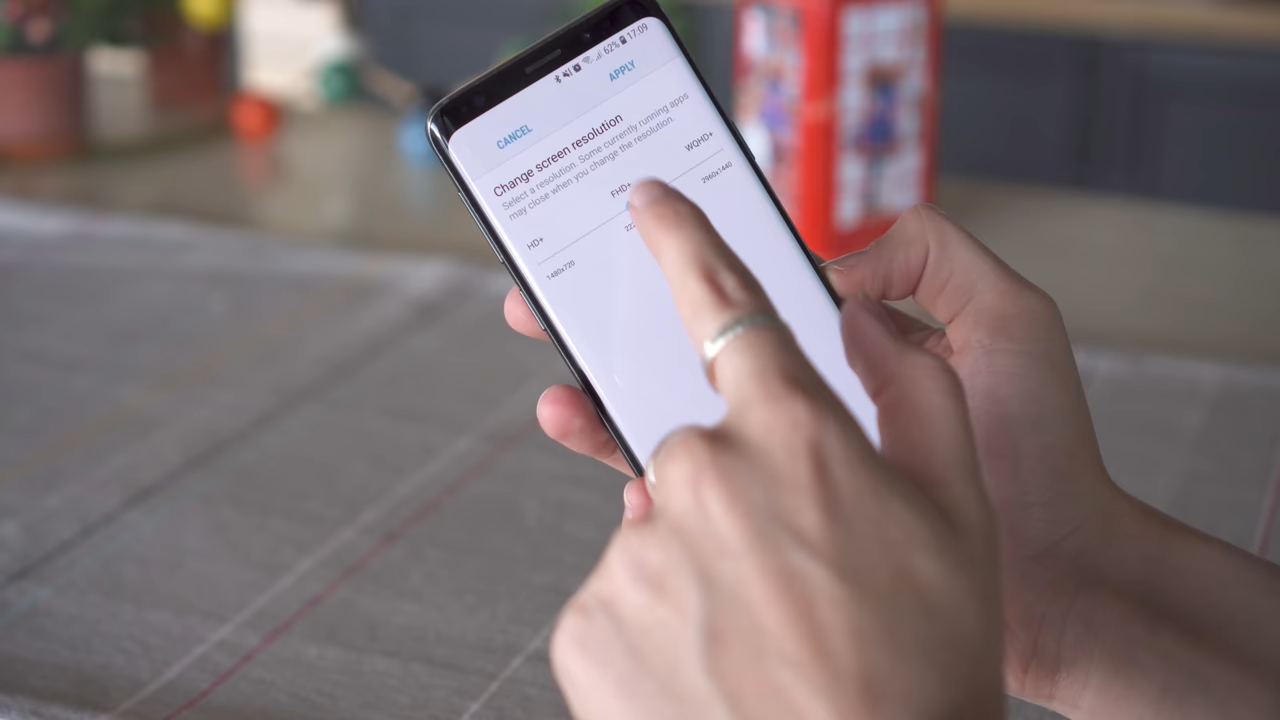 62% 17:09
CANCEL APPLY
Change screen resolution
Select a resolution. Some currently running apps
may close when you change the resolution.
HD+ FHD+ WQHD+
1480x720 2960x1440